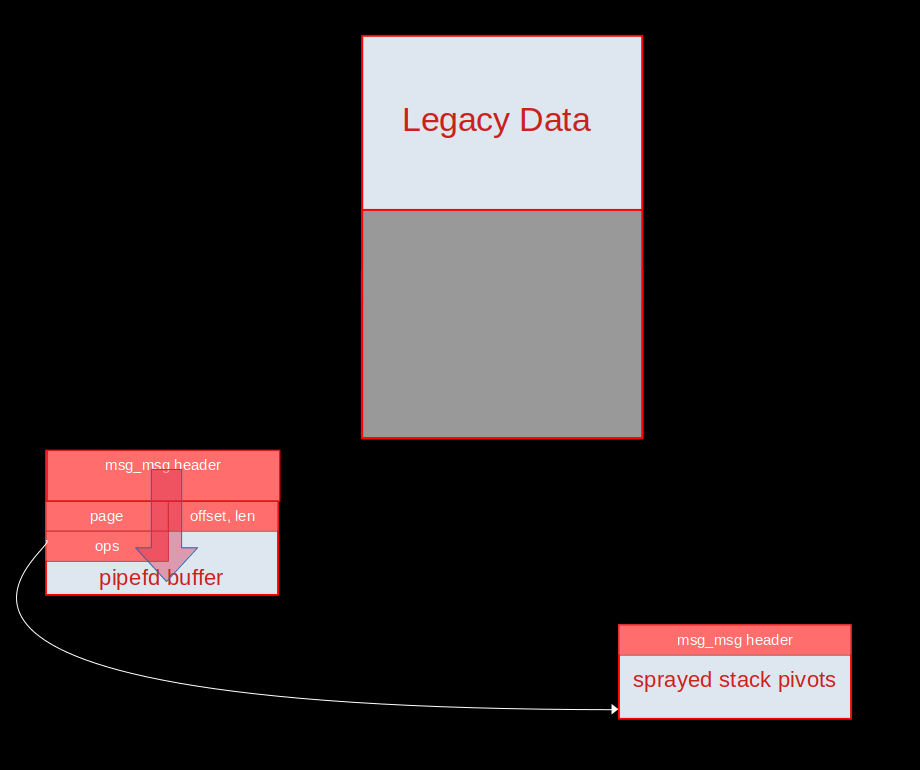 Legacy Data
msg_msg header
page
offset, len
ops
pipefd buffer
msg_msg header
sprayed stack pivots